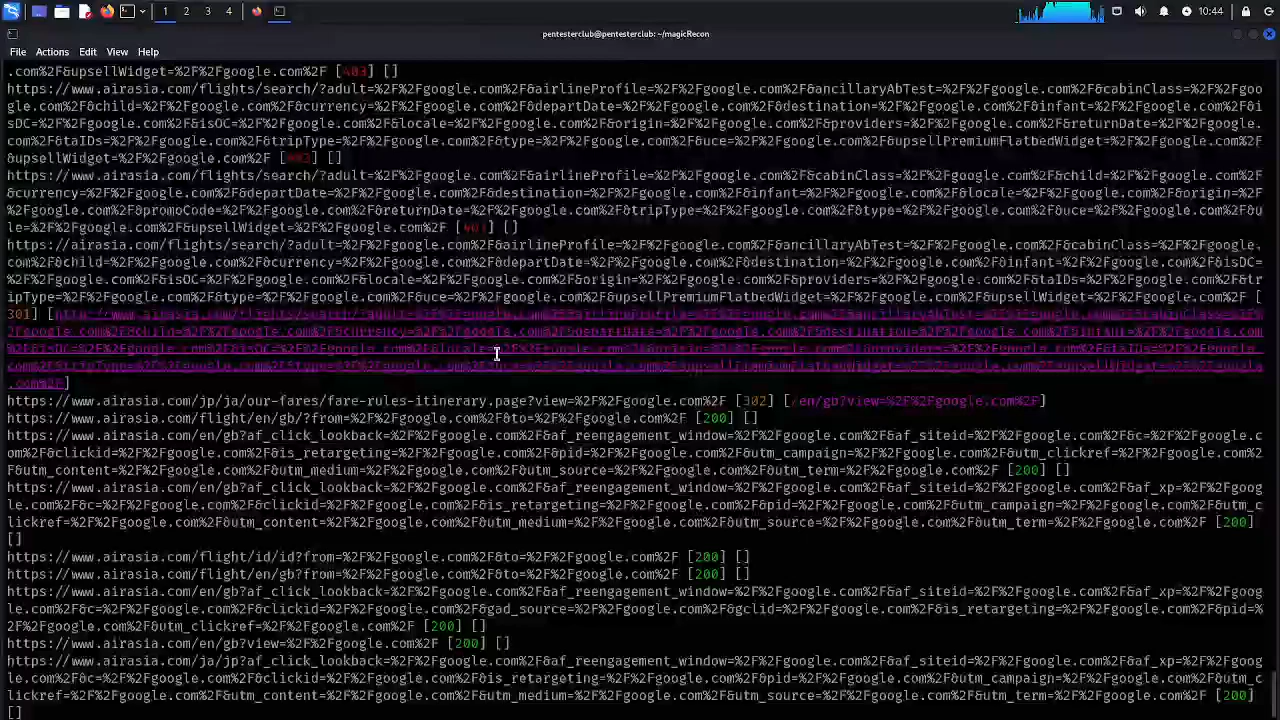 1 2 3 4 10:44
pentesterclub@pentesterclub: ~/magicRecon
File Actions Edit View Help
.com%2F&upsellWidget=%2F%2Fgoogle.com%2F [403] []
https://www.airasia.com/flights/search/?adult=%2F%2Fgoogle.com%2F&airlineProfile=%2F%2Fgoogle.com%2F&ancillaryAbTest=%2F%2Fgoogle.com%2F&cabinClass=%2F%2Fgoo
gle.com%2F&child=%2F%2Fgoogle.com%2F&currency=%2F%2Fgoogle.com%2F&departDate=%2F%2Fgoogle.com%2F&destination=%2F%2Fgoogle.com%2F&infant=%2F%2Fgoogle.com%2F&i
sDC=%2F%2Fgoogle.com%2F&isOC=%2F%2Fgoogle.com%2F&locale=%2F%2Fgoogle.com%2F&origin=%2F%2Fgoogle.com%2F&providers=%2F%2Fgoogle.com%2F&returnDate=%2F%2Fgoogle.
com%2F&taIDs=%2F%2Fgoogle.com%2F&tripType=%2F%2Fgoogle.com%2F&type=%2F%2Fgoogle.com%2F&uce=%2F%2Fgoogle.com%2F&upsellPremiumFlatbedWidget=%2F%2Fgoogle.com%2F
&upsellWidget=%2F%2Fgoogle.com%2F [403] []
https://www.airasia.com/flights/search/?adult=%2F%2Fgoogle.com%2F&airlineProfile=%2F%2Fgoogle.com%2F&cabinClass=%2F%2Fgoogle.com%2F&child=%2F%2Fgoogle.com%2F
&currency=%2F%2Fgoogle.com%2F&departDate=%2F%2Fgoogle.com%2F&destination=%2F%2Fgoogle.com%2F&infant=%2F%2Fgoogle.com%2F&locale=%2F%2Fgoogle.com%2F&origin=%2F
%2Fgoogle.com%2F&promoCode=%2F%2Fgoogle.com%2F&returnDate=%2F%2Fgoogle.com%2F&tripType=%2F%2Fgoogle.com%2F&type=%2F%2Fgoogle.com%2F&uce=%2F%2Fgoogle.com%2F&u
le=%2F%2Fgoogle.com%2F&upsellWidget=%2F%2Fgoogle.com%2F [403] []
https://airasia.com/flights/search/?adult=%2F%2Fgoogle.com%2F&airlineProfile=%2F%2Fgoogle.com%2F&ancillaryAbTest=%2F%2Fgoogle.com%2F&cabinClass=%2F%2Fgoogle.
com%2F&child=%2F%2Fgoogle.com%2F&currency=%2F%2Fgoogle.com%2F&departDate=%2F%2Fgoogle.com%2F&destination=%2F%2Fgoogle.com%2F&infant=%2F%2Fgoogle.com%2F&isDC=
%2F%2Fgoogle.com%2F&isOC=%2F%2Fgoogle.com%2F&locale=%2F%2Fgoogle.com%2F&origin=%2F%2Fgoogle.com%2F&providers=%2F%2Fgoogle.com%2F&taIDs=%2F%2Fgoogle.com%2F&tr
ipType=%2F%2Fgoogle.com%2F&type=%2F%2Fgoogle.com%2F&uce=%2F%2Fgoogle.com%2F&upsellPremiumFlatbedWidget=%2F%2Fgoogle.com%2F&upsellWidget=%2F%2Fgoogle.com%2F [
301] [
.com%2F]
https://www.airasia.com/jp/ja/our-fares/fare-rules-itinerary.page?view=%2F%2Fgoogle.com%2F [302] [/en/gb?view=%2F%2Fgoogle.com%2F]
https://www.airasia.com/flight/en/gb/?from=%2F%2Fgoogle.com%2F&to=%2F%2Fgoogle.com%2F [200] []
https://www.airasia.com/en/gb?af_click_lookback=%2F%2Fgoogle.com%2F&af_reengagement_window=%2F%2Fgoogle.com%2F&af_siteid=%2F%2Fgoogle.com%2F&c=%2F%2Fgoogle.c
om%2F&clickid=%2F%2Fgoogle.com%2F&is_retargeting=%2F%2Fgoogle.com%2F&pid=%2F%2Fgoogle.com%2F&utm_campaign=%2F%2Fgoogle.com%2F&utm_clickref=%2F%2Fgoogle.com%2
F&utm_content=%2F%2Fgoogle.com%2F&utm_medium=%2F%2Fgoogle.com%2F&utm_source=%2F%2Fgoogle.com%2F&utm_term=%2F%2Fgoogle.com%2F [200] []
https://www.airasia.com/en/gb?af_click_lookback=%2F%2Fgoogle.com%2F&af_reengagement_window=%2F%2Fgoogle.com%2F&af_siteid=%2F%2Fgoogle.com%2F&af_xp=%2F%2Fgoog
le.com%2F&c=%2F%2Fgoogle.com%2F&clickid=%2F%2Fgoogle.com%2F&is_retargeting=%2F%2Fgoogle.com%2F&pid=%2F%2Fgoogle.com%2F&utm_campaign=%2F%2Fgoogle.com%2F&utm_c
lickref=%2F%2Fgoogle.com%2F&utm_content=%2F%2Fgoogle.com%2F&utm_medium=%2F%2Fgoogle.com%2F&utm_source=%2F%2Fgoogle.com%2F&utm_term=%2F%2Fgoogle.com%2F [200]
[]
https://www.airasia.com/flight/id/id?from=%2F%2Fgoogle.com%2F&to=%2F%2Fgoogle.com%2F [200] []
https://www.airasia.com/flight/en/gb?from=%2F%2Fgoogle.com%2F&to=%2F%2Fgoogle.com%2F [200] []
https://www.airasia.com/en/gb?af_click_lookback=%2F%2Fgoogle.com%2F&af_reengagement_window=%2F%2Fgoogle.com%2F&af_siteid=%2F%2Fgoogle.com%2F&af_xp=%2F%2Fgoog
le.com%2F&c=%2F%2Fgoogle.com%2F&clickid=%2F%2Fgoogle.com%2F&gad_source=%2F%2Fgoogle.com%2F&gclid=%2F%2Fgoogle.com%2F&is_retargeting=%2F%2Fgoogle.com%2F&pid=%
2F%2Fgoogle.com%2F&utm_clickref=%2F%2Fgoogle.com%2F [200] []
https://www.airasia.com/en/gb?view=%2F%2Fgoogle.com%2F [200] []
https://www.airasia.com/ja/jp?af_click_lookback=%2F%2Fgoogle.com%2F&af_reengagement_window=%2F%2Fgoogle.com%2F&af_siteid=%2F%2Fgoogle.com%2F&af_xp=%2F%2Fgoog
le.com%2F&c=%2F%2Fgoogle.com%2F&clickid=%2F%2Fgoogle.com%2F&is_retargeting=%2F%2Fgoogle.com%2F&pid=%2F%2Fgoogle.com%2F&utm_campaign=%2F%2Fgoogle.com%2F&utm_c
lickref=%2F%2Fgoogle.com%2F&utm_content=%2F%2Fgoogle.com%2F&utm_medium=%2F%2Fgoogle.com%2F&utm_source=%2F%2Fgoogle.com%2F&utm_term=%2F%2Fgoogle.com%2F [200]
[]